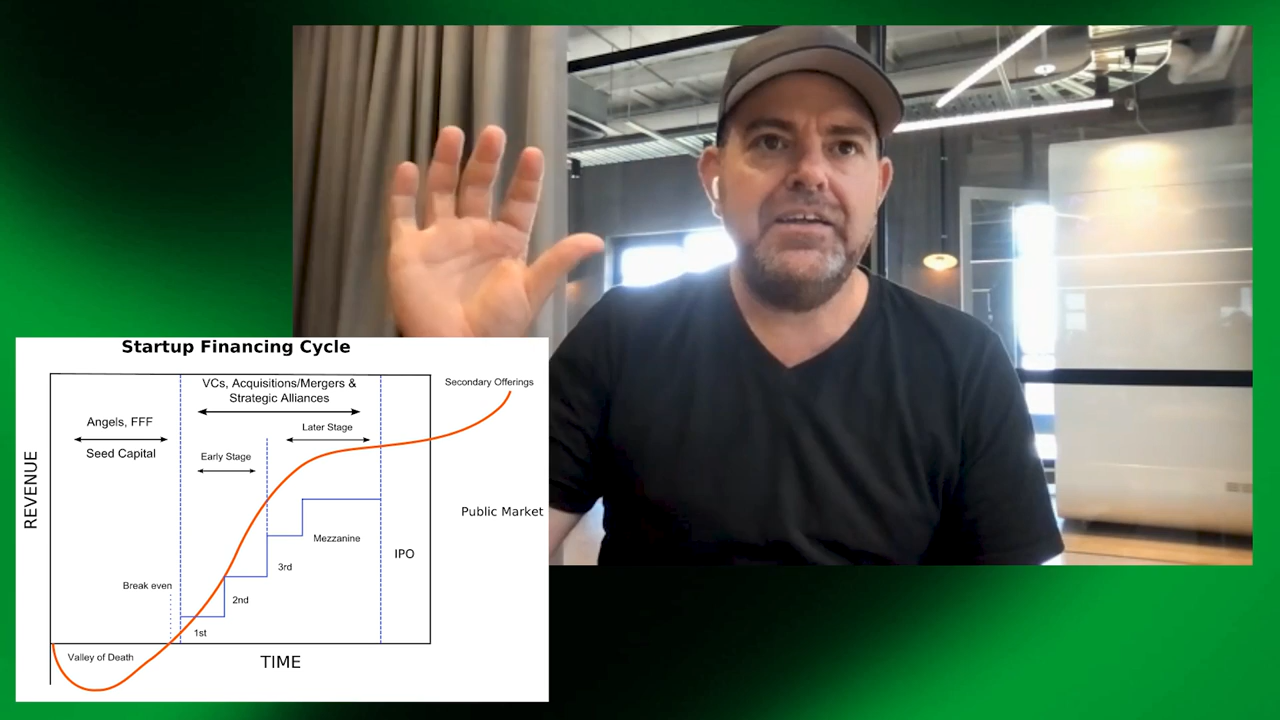 Startup Financing Cycle
VCs, Acquisitions/Mergers &
Strategic Alliances
Secondary Offerings
Angels, FFF
Later Stage
Seed Capital
Early Stage
REVENUE
Public Market
Mezzanine
IPO
3rd
Break even
2nd
1st
Valley of Death
TIME